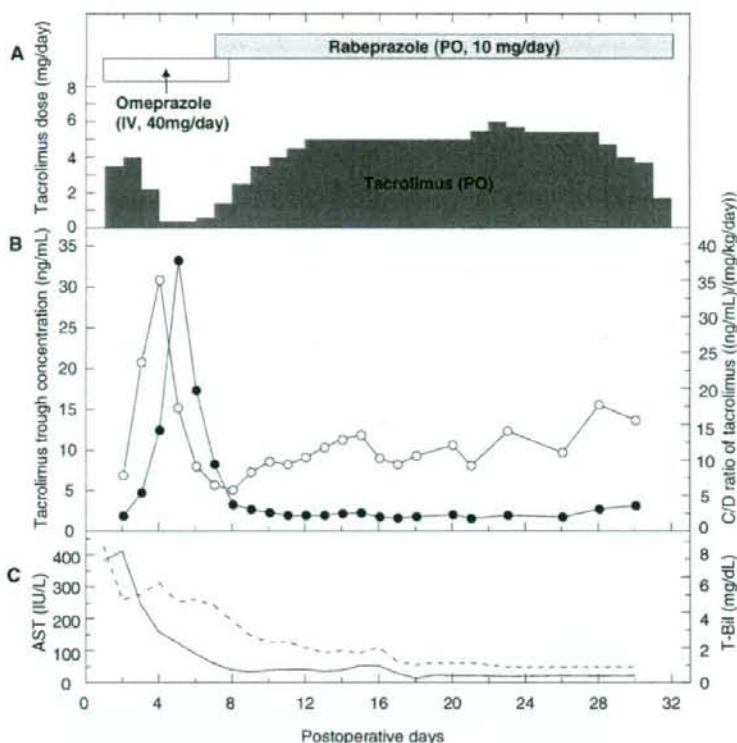 A
Rabeprazole (PO, 10 mg/day)
Omeprazole
(IV, 40mg/day)
Tacrolimus (PO)
Tacrolimus dose (mg/day)
8
6
4
2
0
B
Tacrolimus trough concentration (ng/mL)
35
30
25
20
15
10
5
0
C/D ratio of tacrolimus ((ng/mL)/(mg/kg/day))
40
35
30
25
20
15
10
5
0
C
AST (IU/L)
400
300
200
100
50
0
T-Bil (mg/dL)
8
6
4
2
0
0 4 8 12 16 20 24 28 32
Postoperative days